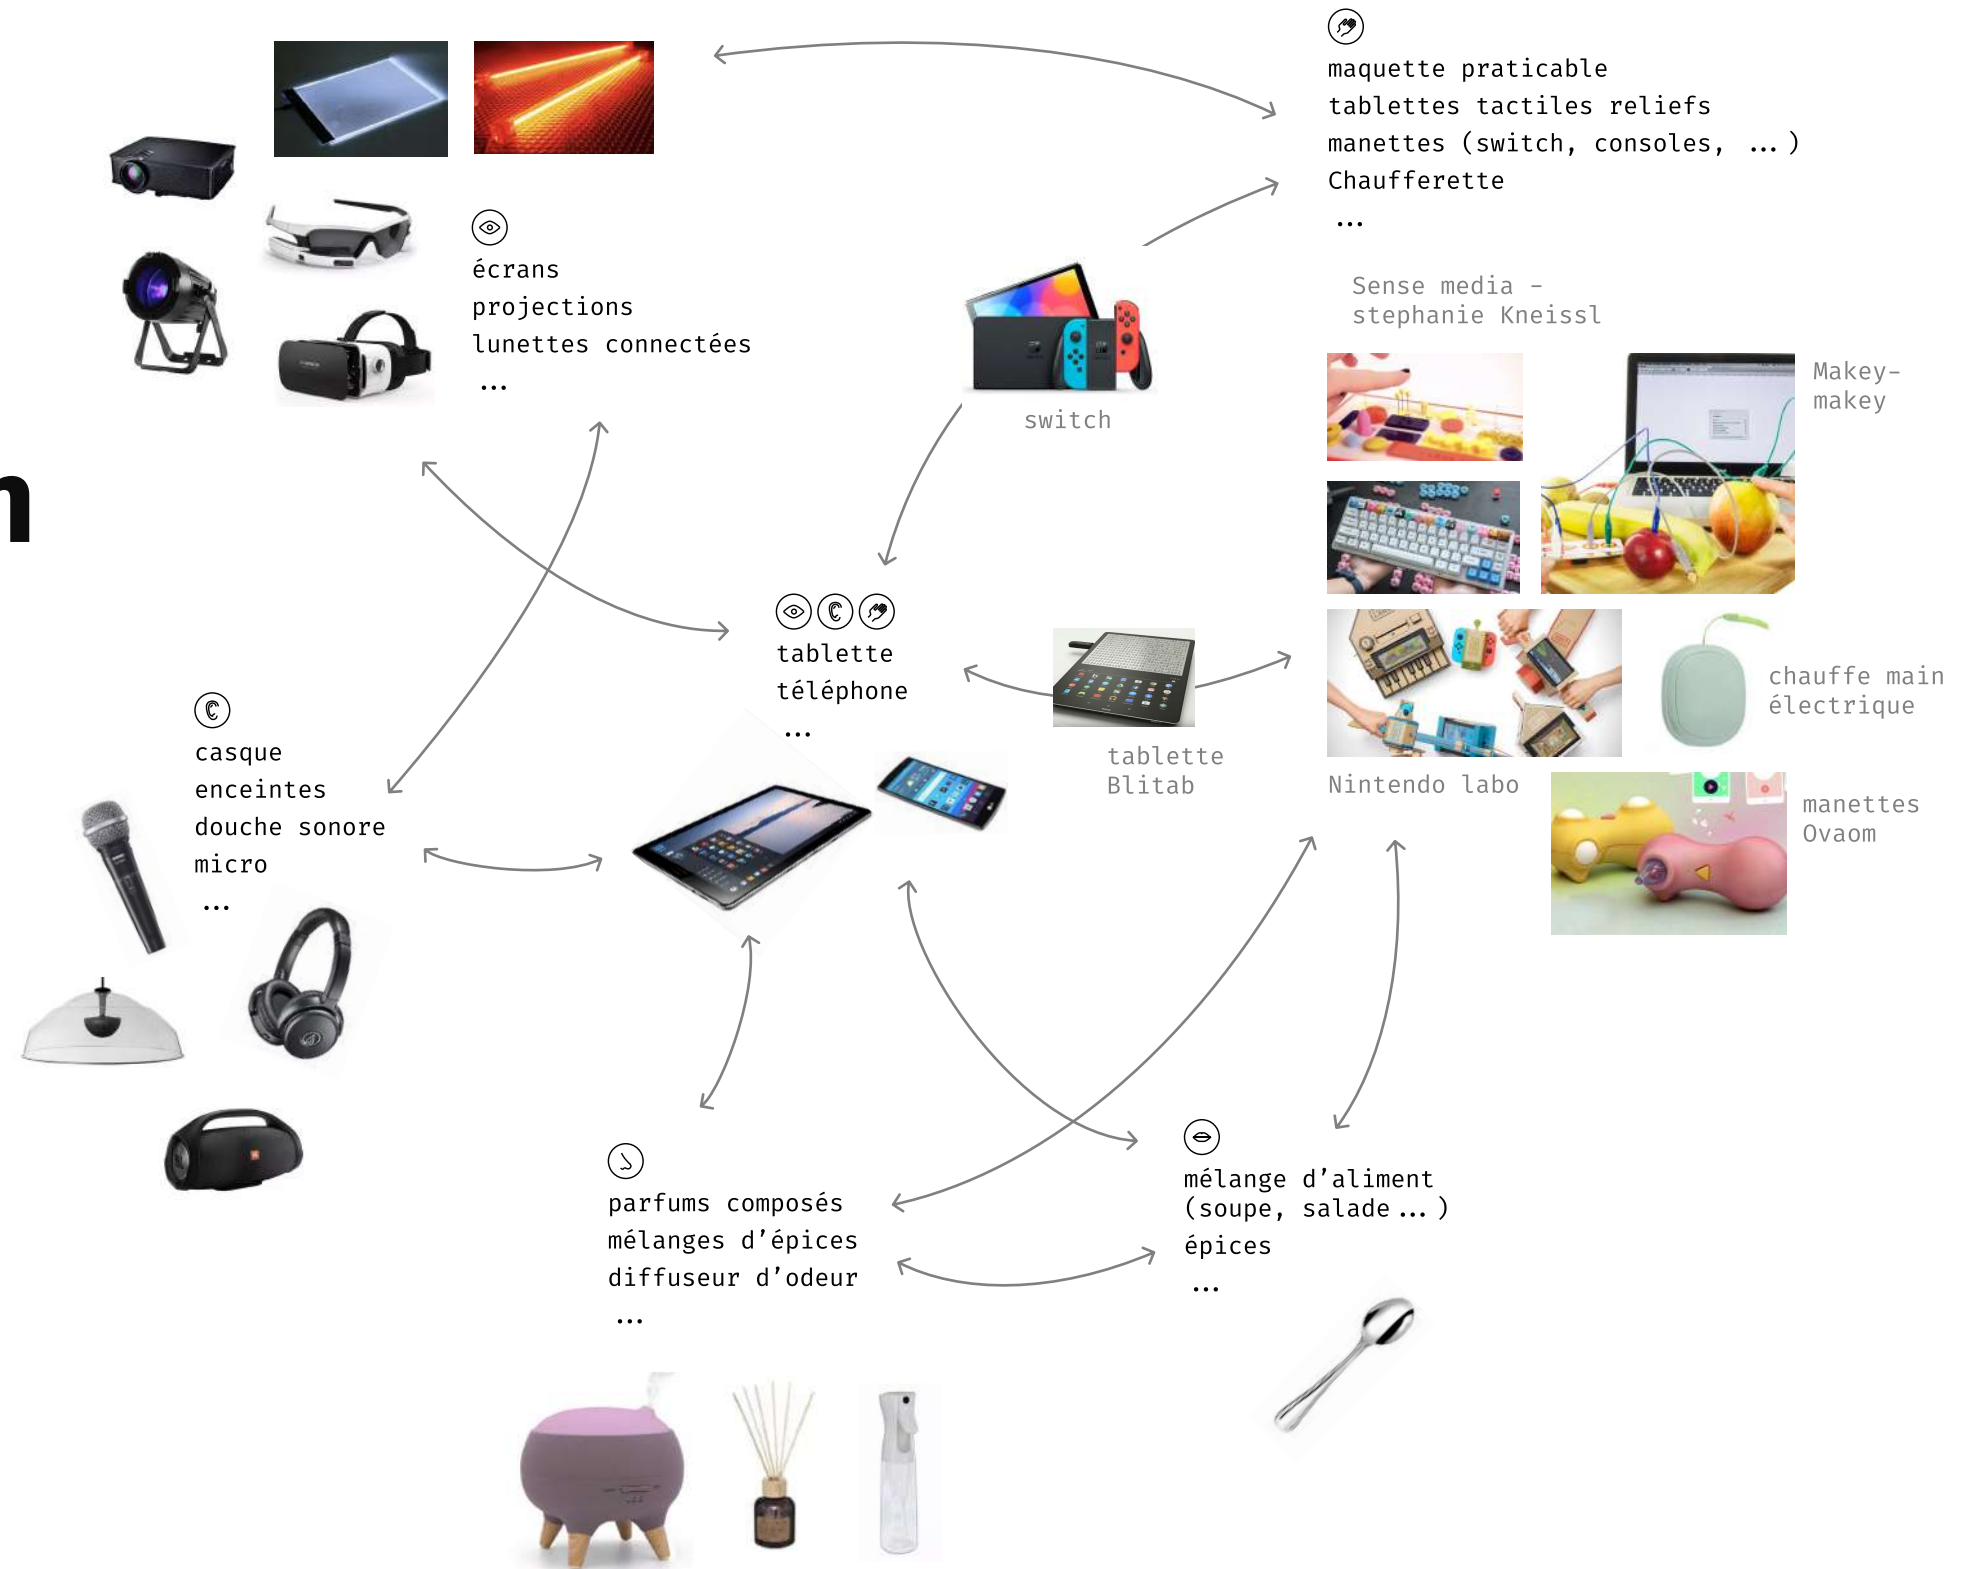 n
écrans
projections
lunettes connectées
...
maquette praticable
tablettes tactiles reliefs
manettes (switch, consoles, ... )
Chaufferette
...
switch
Sense media -
stephanie Kneissl
Makey-
makey
tablette
téléphone
...
tablette
Blitab
Nintendo labo
chauffe main
électrique
manettes
Ovaom
casque
enceintes
douche sonore
micro
...
parfums composés
mélanges d’épices
diffuseur d’odeur
...
mélange d’aliment
(soupe, salade ... )
épices
...